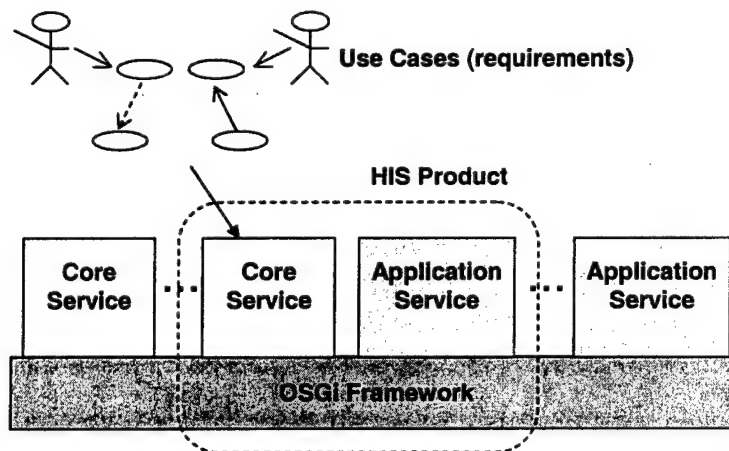 Use Cases (requirements)
HIS Product
Core
Service
...
Core
Service
Application
Service
...
Application
Service
OSGi Framework